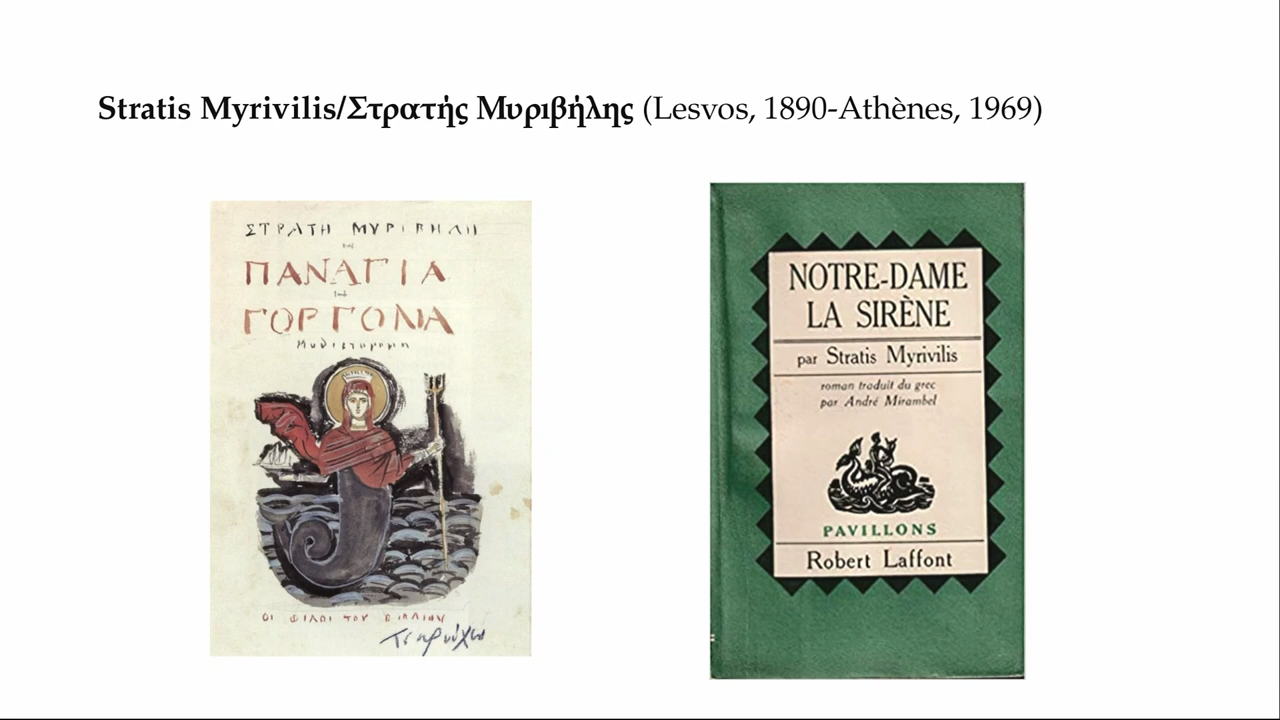 Stratis Myrivilis/Στρατής Μυριβήλης (Lesvos, 1890-Athènes, 1969)
ΣΤΡΑΤΗ ΜΥΡΙΒΗΛΗ
ΠΑΝΑΓΙΑ
ΓΟΡΓΟΝΑ
Μυθιστορημα
ΟΙ ΦΙΛΟΙ ΤΟΥ ΒΙΒΛΙΟΥ
NOTRE-DAME
LA SIRÈNE
par Stratis Myrivilis
roman traduit du grec
par André Mirambel
PAVILLONS
Robert Laffont